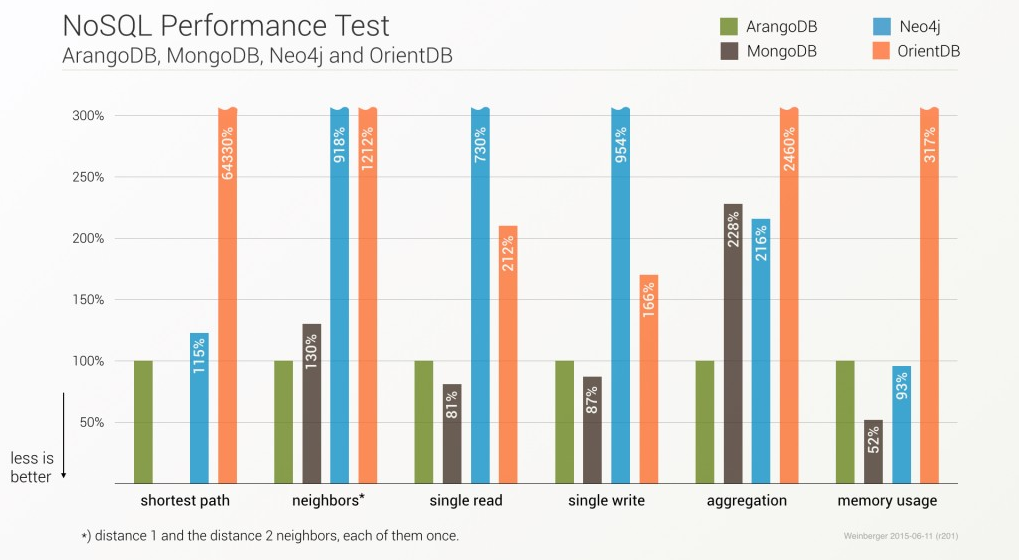 NoSQL Performance Test
ArangoDB, MongoDB, Neo4j and OrientDB
ArangoDB
Neo4j
MongoDB
OrientDB
300%
250%
200%
150%
100%
50%
less is
better
115%
64330%
130%
918%
1212%
81%
730%
212%
87%
954%
166%
228%
216%
2460%
52%
93%
317%
shortest path
neighbors*
single read
single write
aggregation
memory usage
*) distance 1 and the distance 2 neighbors, each of them once.
Weinberger 2015-06-11 (r201)